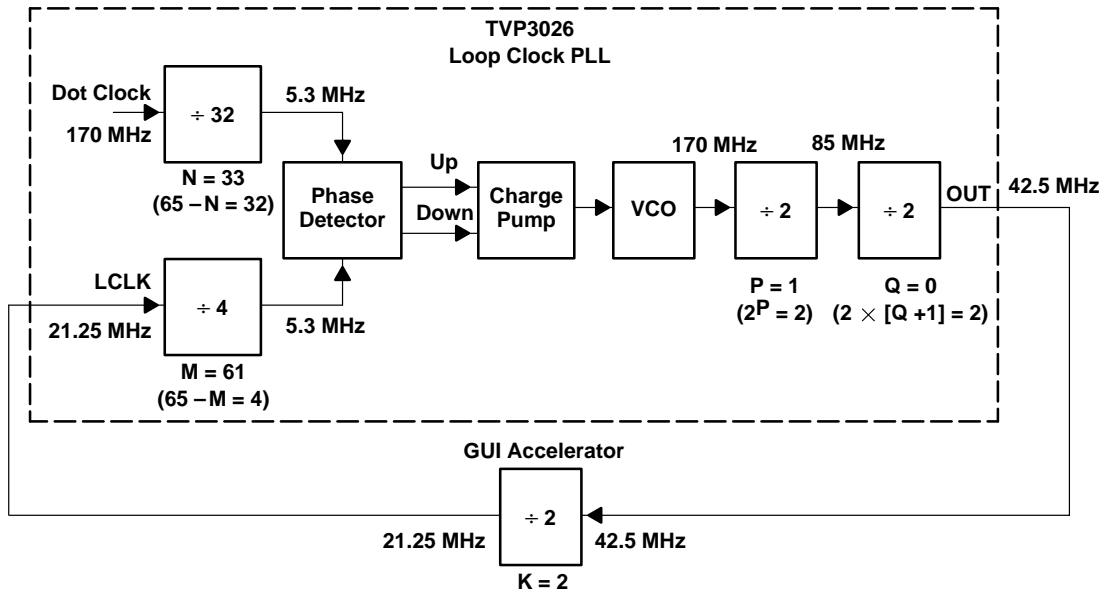 TVP3026
Loop Clock PLL
Dot Clock
170 MHz
÷ 32
5.3 MHz
N = 33
(65 – N = 32)
Phase
Detector
Up
Down
Charge
Pump
VCO
170 MHz
÷ 2
85 MHz
÷ 2
OUT
42.5 MHz
P = 1
(2^P = 2)
Q = 0
(2 × [Q +1] = 2)
LCLK
21.25 MHz
÷ 4
5.3 MHz
M = 61
(65 – M = 4)
GUI Accelerator
÷ 2
21.25 MHz
42.5 MHz
K = 2